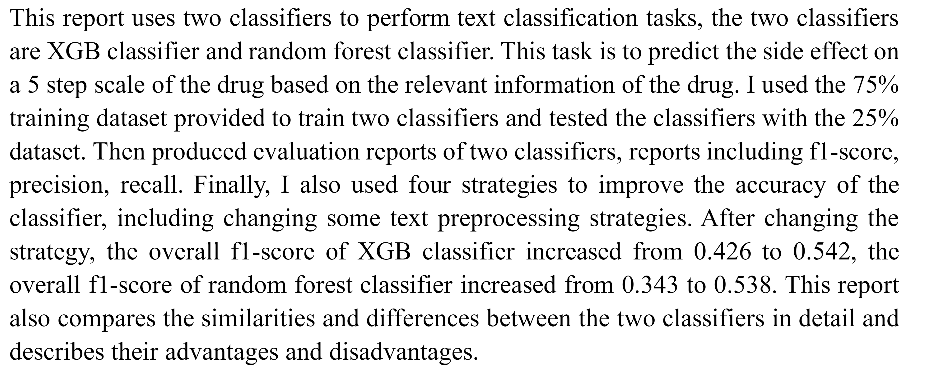 This report uses two classifiers to perform text classification tasks, the two classifiers
are XGB classifier and random forest classifier. This task is to predict the side effect on
a 5 step scale of the drug based on the relevant information of the drug. I used the 75%
training dataset provided to train two classifiers and tested the classifiers with the 25%
dataset. Then produced evaluation reports of two classifiers, reports including f1-score,
precision, recall. Finally, I also used four strategies to improve the accuracy of the
classifier, including changing some text preprocessing strategies. After changing the
strategy, the overall f1-score of XGB classifier increased from 0.426 to 0.542, the
overall f1-score of random forest classifier increased from 0.343 to 0.538. This report
also compares the similarities and differences between the two classifiers in detail and
describes their advantages and disadvantages.